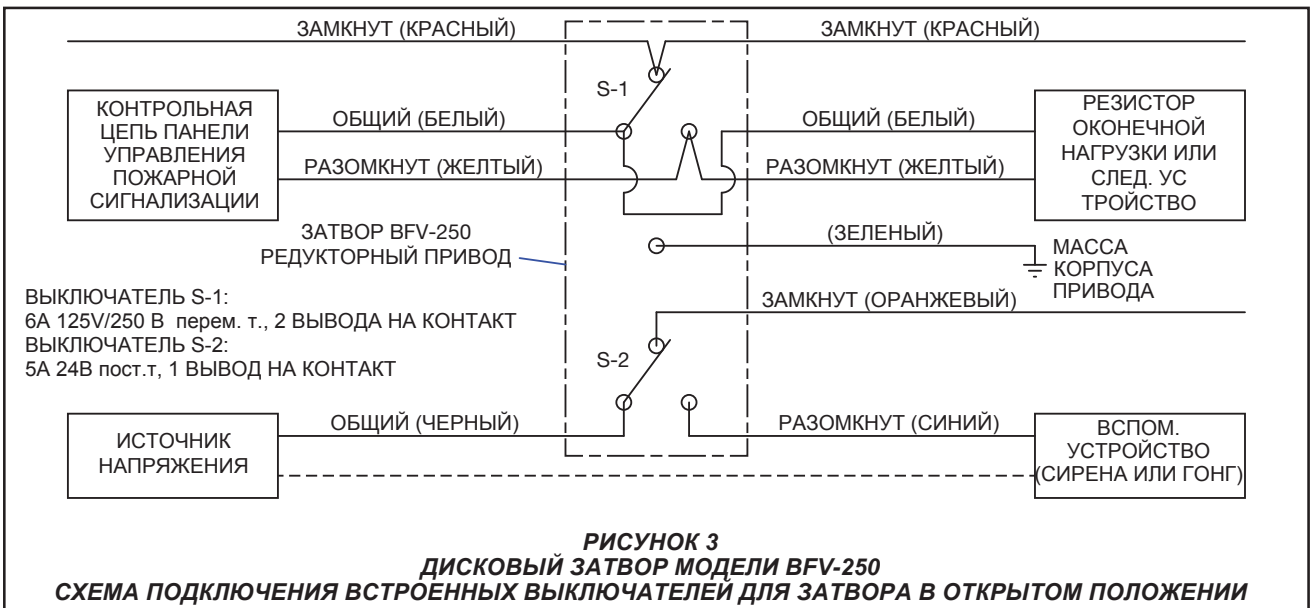 ЗАМКНУТ (КРАСНЫЙ)
ЗАМКНУТ (КРАСНЫЙ)
S-1
КОНТРОЛЬНАЯ
ЦЕПЬ ПАНЕЛИ
УПРАВЛЕНИЯ
ПОЖАРНОЙ
СИГНАЛИЗАЦИИ
ОБЩИЙ (БЕЛЫЙ)
РАЗОМКНУТ (ЖЕЛТЫЙ)
ОБЩИЙ (БЕЛЫЙ)
РАЗОМКНУТ (ЖЕЛТЫЙ)
РЕЗИСТОР
ОКОНЕЧНОЙ
НАГРУЗКИ ИЛИ
СЛЕД. УС
ТРОЙСТВО
ЗАТВОР BFV-250
РЕДУКТОРНЫЙ ПРИВОД
(ЗЕЛЕНЫЙ)
МАССА
КОРПУСА
ПРИВОДА
ВЫКЛЮЧАТЕЛЬ S-1:
6А 125V/250 В перем. т., 2 ВЫВОДА НА КОНТАКТ
ВЫКЛЮЧАТЕЛЬ S-2:
5А 24В пост.т, 1 ВЫВОД НА КОНТАКТ
ЗАМКНУТ (ОРАНЖЕВЫЙ)
S-2
ИСТОЧНИК
НАПРЯЖЕНИЯ
ОБЩИЙ (ЧЕРНЫЙ)
РАЗОМКНУТ (СИНИЙ)
ВСПОМ.
УСТРОЙСТВО
(СИРЕНА ИЛИ ГОНГ)
РИСУНОК 3
ДИСКОВЫЙ ЗАТВОР МОДЕЛИ BFV-250
СХЕМА ПОДКЛЮЧЕНИЯ ВСТРОЕННЫХ ВЫКЛЮЧАТЕЛЕЙ ДЛЯ ЗАТВОРА В ОТКРЫТОМ ПОЛОЖЕНИИ